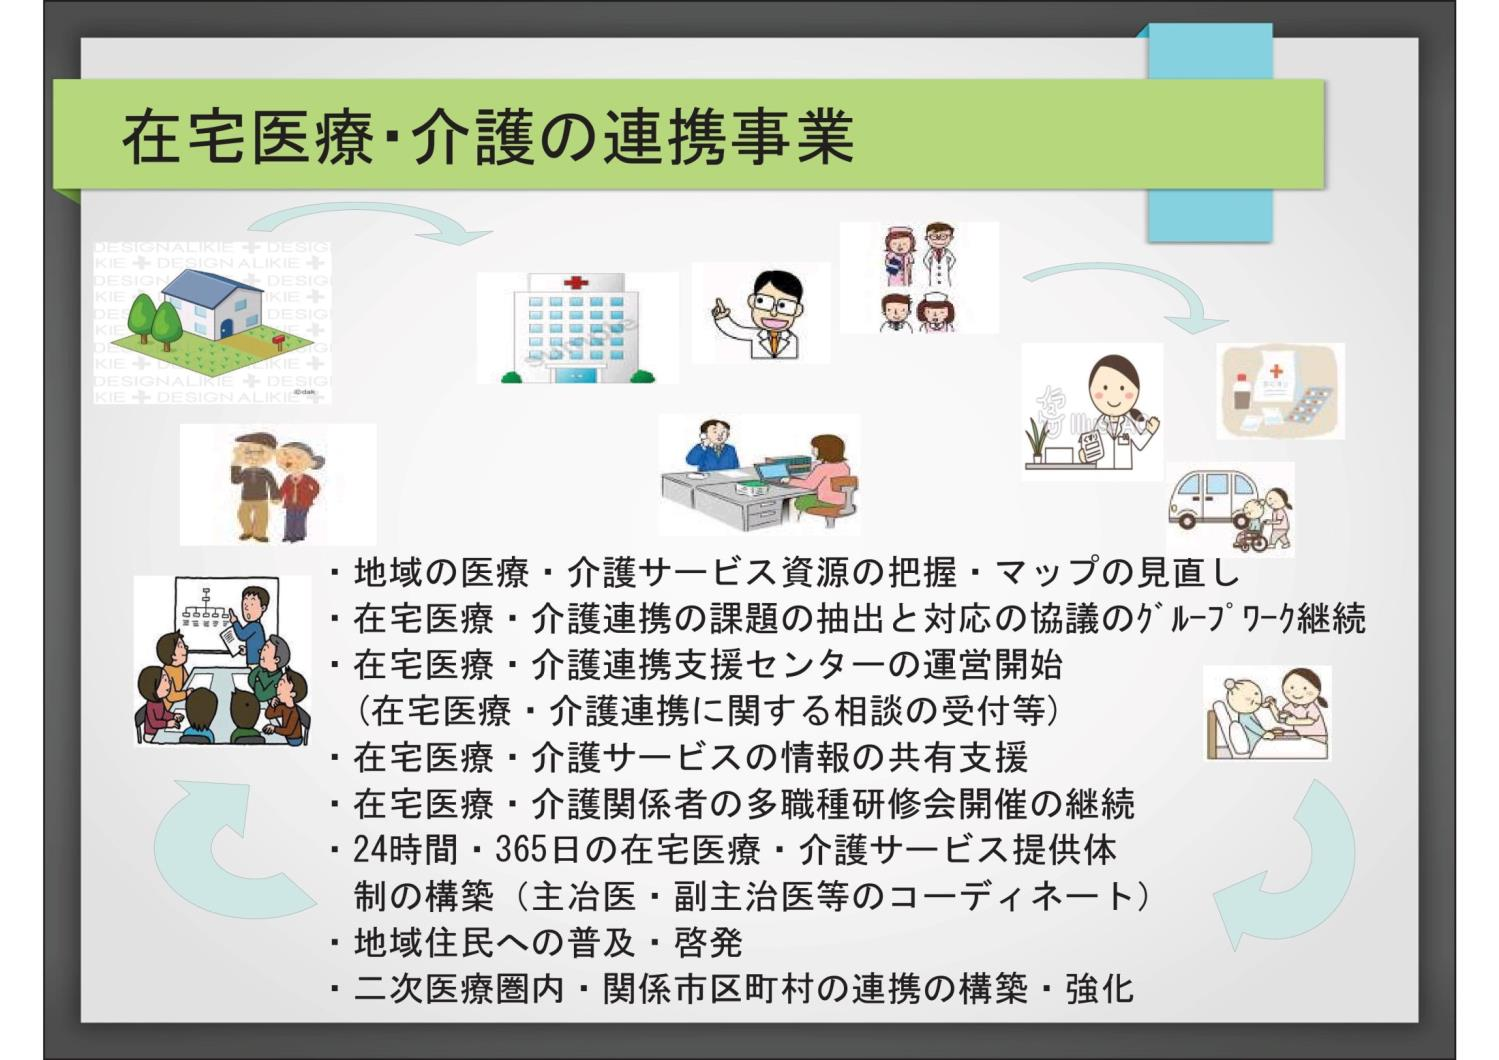 在宅医療・介護の連携事業
DESIGNALIKIE ✚ DESIG
KIE ✚ DESIGNALIKIE ✚
©dak
sample
・地域の医療・介護サービス資源の把握・マップの見直し
・在宅医療・介護連携の課題の抽出と対応の協議のｸﾞﾙｰﾌﾟﾜｰｸ継続
・在宅医療・介護連携支援センターの運営開始
（在宅医療・介護連携に関する相談の受付等）
・在宅医療・介護サービスの情報の共有支援
・在宅医療・介護関係者の多職種研修会開催の継続
・24時間・365日の在宅医療・介護サービス提供体
制の構築（主冶医・副主治医等のコーディネート）
・地域住民への普及・啓発
・二次医療圏内・関係市区町村の連携の構築・強化